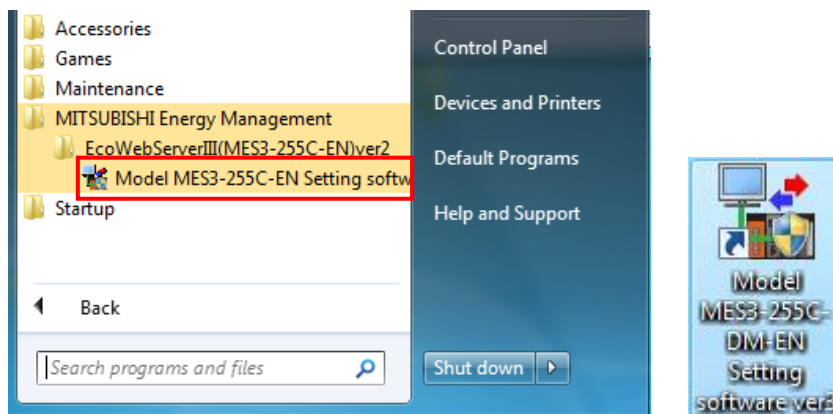 Accessories
Games
Maintenance
MITSUBISHI Energy Management
EcoWebServerⅢ(MES3-255C-EN)ver2
Model MES3-255C-EN Setting softw
Startup
Back
Search programs and files
Control Panel
Devices and Printers
Default Programs
Help and Support
Shut down
Model
MES3-255C-
DM-EN
Setting
software ver3